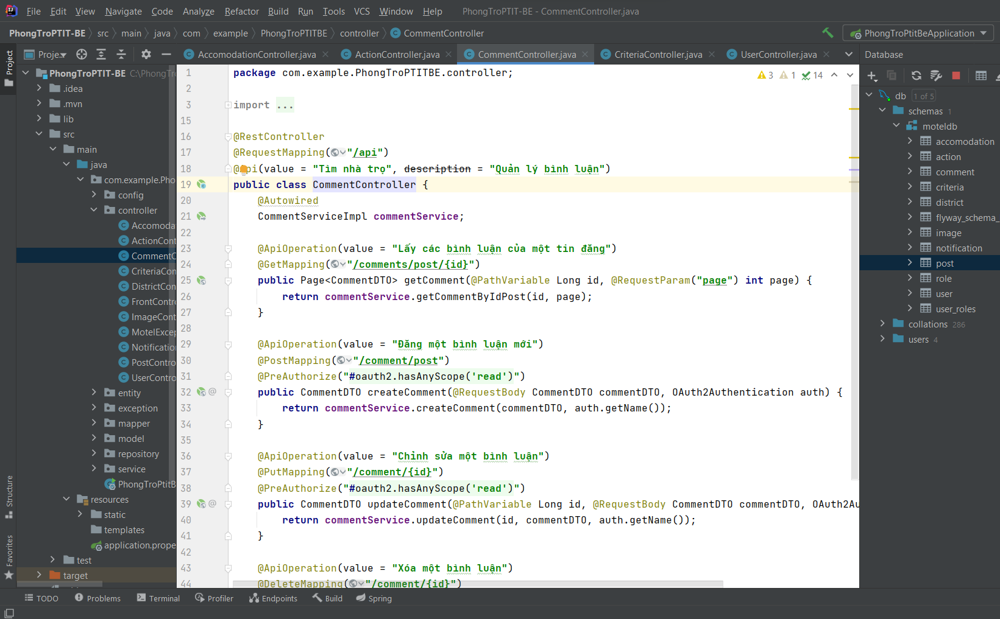 File Edit View Navigate Code Analyze Refactor Build Run Tools VCS Window Help PhongTroPTIT-BE - CommentController.java
PhongTroPTIT-BE src main java com example PhongTroPTITBE controller CommentController PhongTroPtitBeApplication
Project
Structure
Favorites
Proje...
PhongTroPTIT-BE C:\PhongTr
.idea
.mvn
lib
src
main
java
com.example.Pho
config
controller
Accomoda
ActionCont
CommentC
CriteriaCon
DistrictCon
FrontContro
ImageCont
MotelExcep
Notification
PostContro
UserContro
entity
exception
mapper
model
repository
service
PhongTroPtitB
resources
static
templates
application.prope
test
target
AccomodationController.java ActionController.java CommentController.java CriteriaController.java UserController.java
3 1 14
1 package com.example.PhongTroPTITBE.controller;
2
3 import ...
15
16 @RestController
17 @RequestMapping("/api")
18 @Api(value = "Tìm nhà trọ", description = "Quản lý bình luận")
19 public class CommentController {
20 @Autowired
21 CommentServiceImpl commentService;
22
23 @ApiOperation(value = "Lấy các bình luận của một tin đăng")
24 @GetMapping("/comments/post/{id}")
25 public Page<CommentDTO> getComment(@PathVariable Long id, @RequestParam("page") int page) {
26 return commentService.getCommentByIdPost(id, page);
27 }
28
29 @ApiOperation(value = "Đăng một bình luận mới")
30 @PostMapping("/comment/post")
31 @PreAuthorize("#oauth2.hasAnyScope('read')")
32 public CommentDTO createComment(@RequestBody CommentDTO commentDTO, OAuth2Authentication auth) {
33 return commentService.createComment(commentDTO, auth.getName());
34 }
35
36 @ApiOperation(value = "Chỉnh sửa một bình luận")
37 @PutMapping("/comment/{id}")
38 @PreAuthorize("#oauth2.hasAnyScope('read')")
39 public CommentDTO updateComment(@PathVariable Long id, @RequestBody CommentDTO commentDTO, OAuth2Au
40 return commentService.updateComment(id, commentDTO, auth.getName());
41 }
42
43 @ApiOperation(value = "Xóa một bình luận")
44 @DeleteMapping("/comment/{id}")
Database
db 1 of 5
schemas 1
moteldb
accomodation
action
comment
criteria
district
flyway_schema_
image
notification
post
role
user
user_roles
collations 286
users 4
TODO Problems Terminal Profiler Endpoints Build Spring